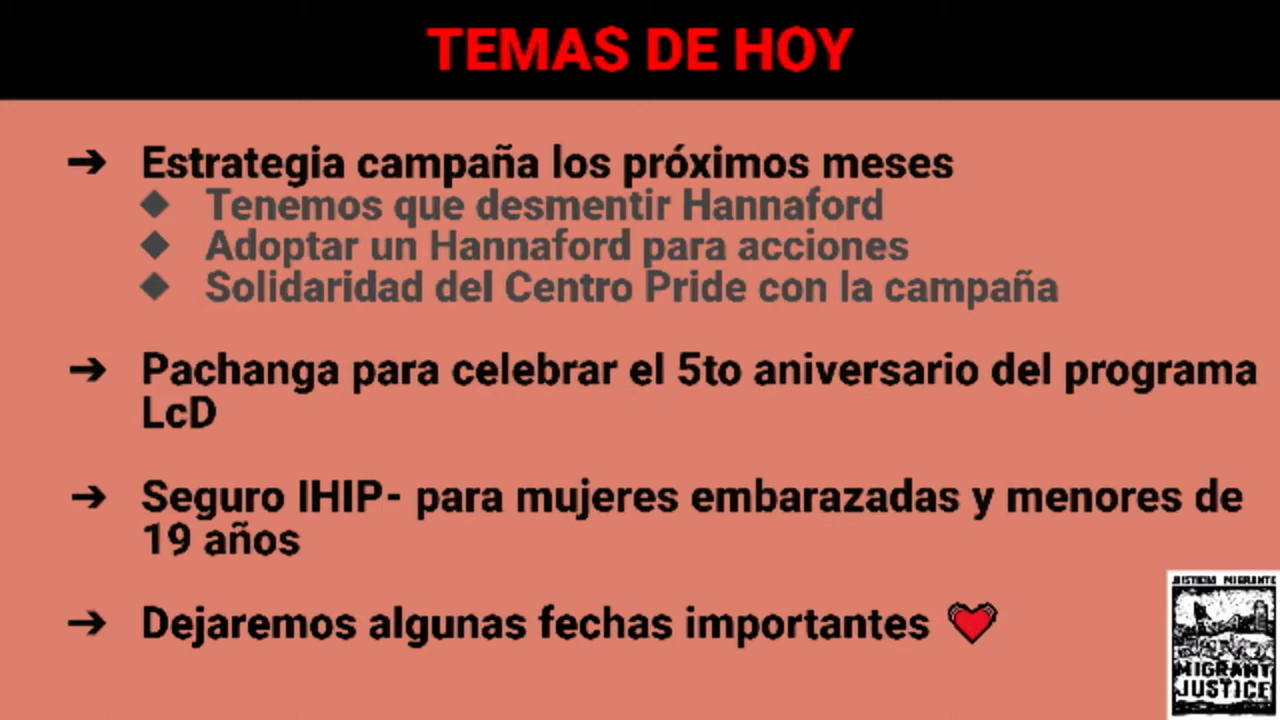 TEMAS DE HOY
➔ Estrategia campaña los próximos meses
◆ Tenemos que desmentir Hannaford
◆ Adoptar un Hannaford para acciones
◆ Solidaridad del Centro Pride con la campaña
➔ Pachanga para celebrar el 5to aniversario del programa
LcD
➔ Seguro IHIP- para mujeres embarazadas y menores de
19 años
➔ Dejaremos algunas fechas importantes
JUSTICIA MIGRANTE
MIGRANT
JUSTICE